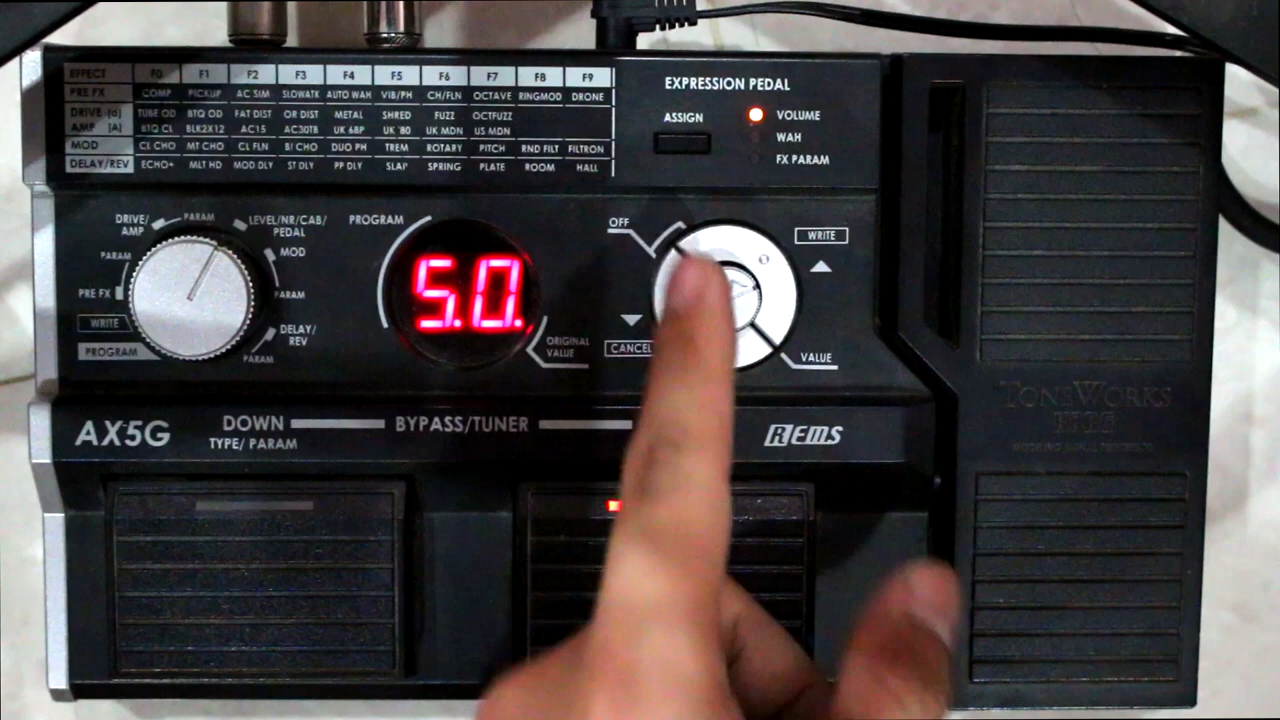 EFFECT F0 F1 F2 F3 F4 F5 F6 F7 F8 F9
PRE FX COMP PICKUP AC SIM SLOWATK AUTO WAH VIB/PH CH/FLN OCTAVE RINGMOD DRONE
DRIVE [d] TUBE OD BTQ OD FAT DIST OR DIST METAL SHRED FUZZ OCTFUZZ
AMP [A] BTQ CL BLK2X12 AC15 AC30TB UK 68P UK '80 UK MDN US MDN
MOD CL CHO MT CHO CL FLN BI CHO DUO PH TREM ROTARY PITCH RND FILT FILTRON
DELAY/REV ECHO+ MLT HD MOD DLY ST DLY PP DLY SLAP SPRING PLATE ROOM HALL
EXPRESSION PEDAL
ASSIGN
VOLUME
WAH
FX PARAM
DRIVE/
AMP
PARAM
LEVEL/NR/CAB/
PEDAL
MOD
PARAM
DELAY/
REV
PARAM
PARAM
PRE FX
WRITE
PROGRAM
PROGRAM
5.0.
ORIGINAL
VALUE
OFF
WRITE
CANCEL
VALUE
AX5G
DOWN
TYPE/ PARAM
BYPASS/TUNER
REMS
TONEWORKS
KORG